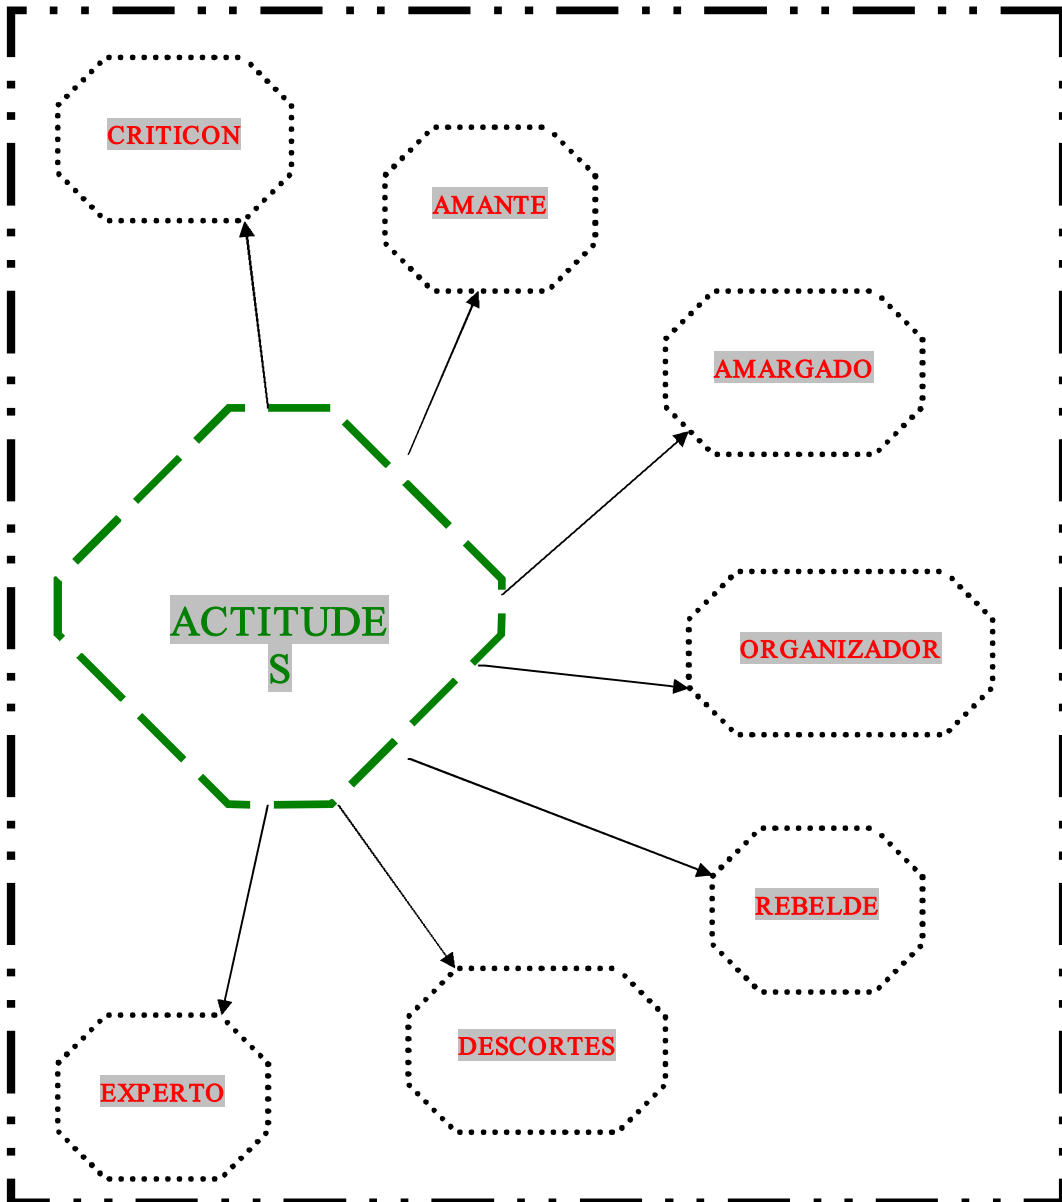 CRITICON
AMANTE
AMARGADO
ACTITUDE
S
ORGANIZADOR
REBELDE
DESCORTES
EXPERTO